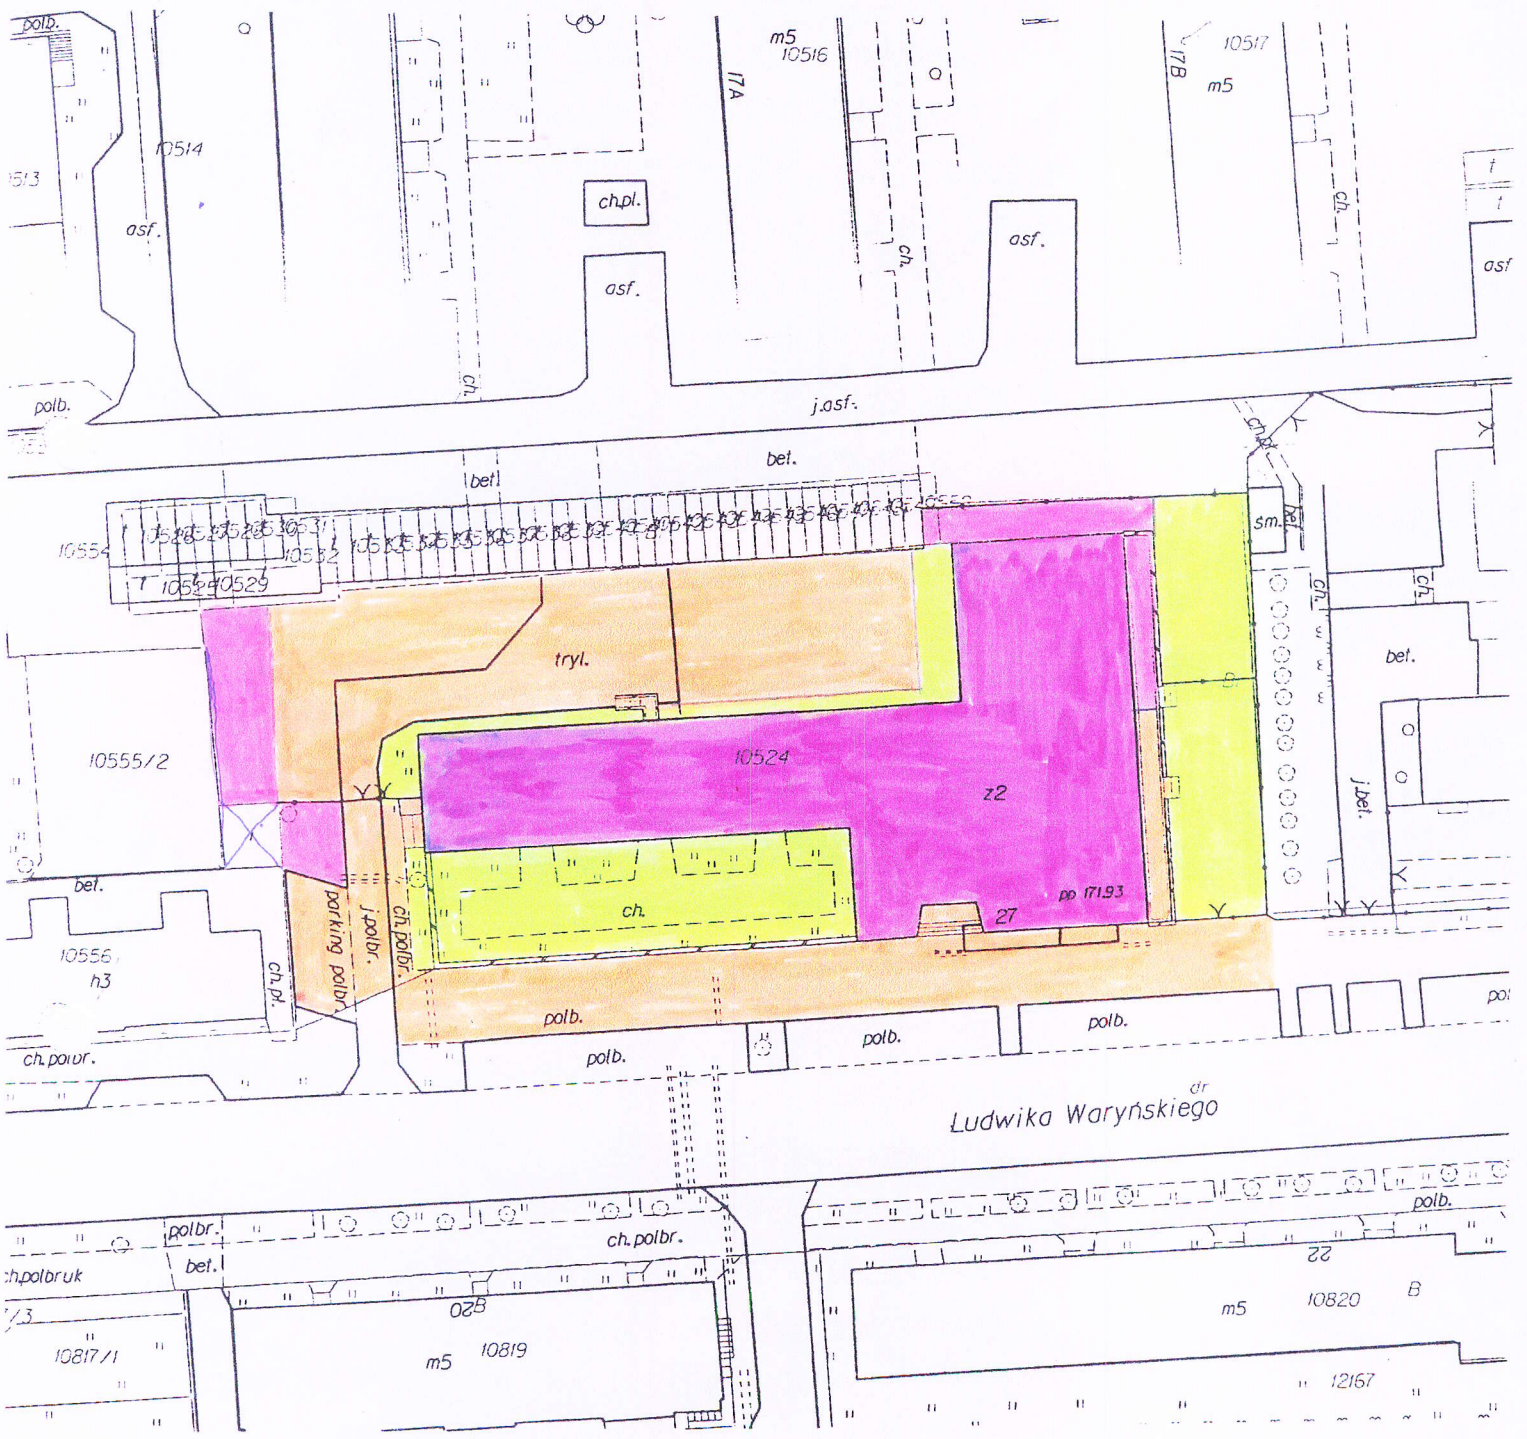 polb.
m5
10516
10517
17A
17B
m5
10514
ch.pl.
asf.
ch.
ch.
asf.
asf.
asf
ch.
polb.
j.asf.
ch.pl.
bet.
bet.
10554
10531
10532
10529
sm.
bet.
ch.
ch.
tryl.
bet.
10555/2
10524
z2
j.bet.
bet.
pp 171.93
27
ch.
parking polbr.
j.polbr.
ch.polbr.
10556
h3
ch.pl.
polb.
polb.
polb.
polb.
ch.polbr.
dr
Ludwika Waryńskiego
polbr.
ch.polbr.
polb.
bet.
ch.polbruk
22
20B
10817/1
m5
10819
m5
10820
B
12167